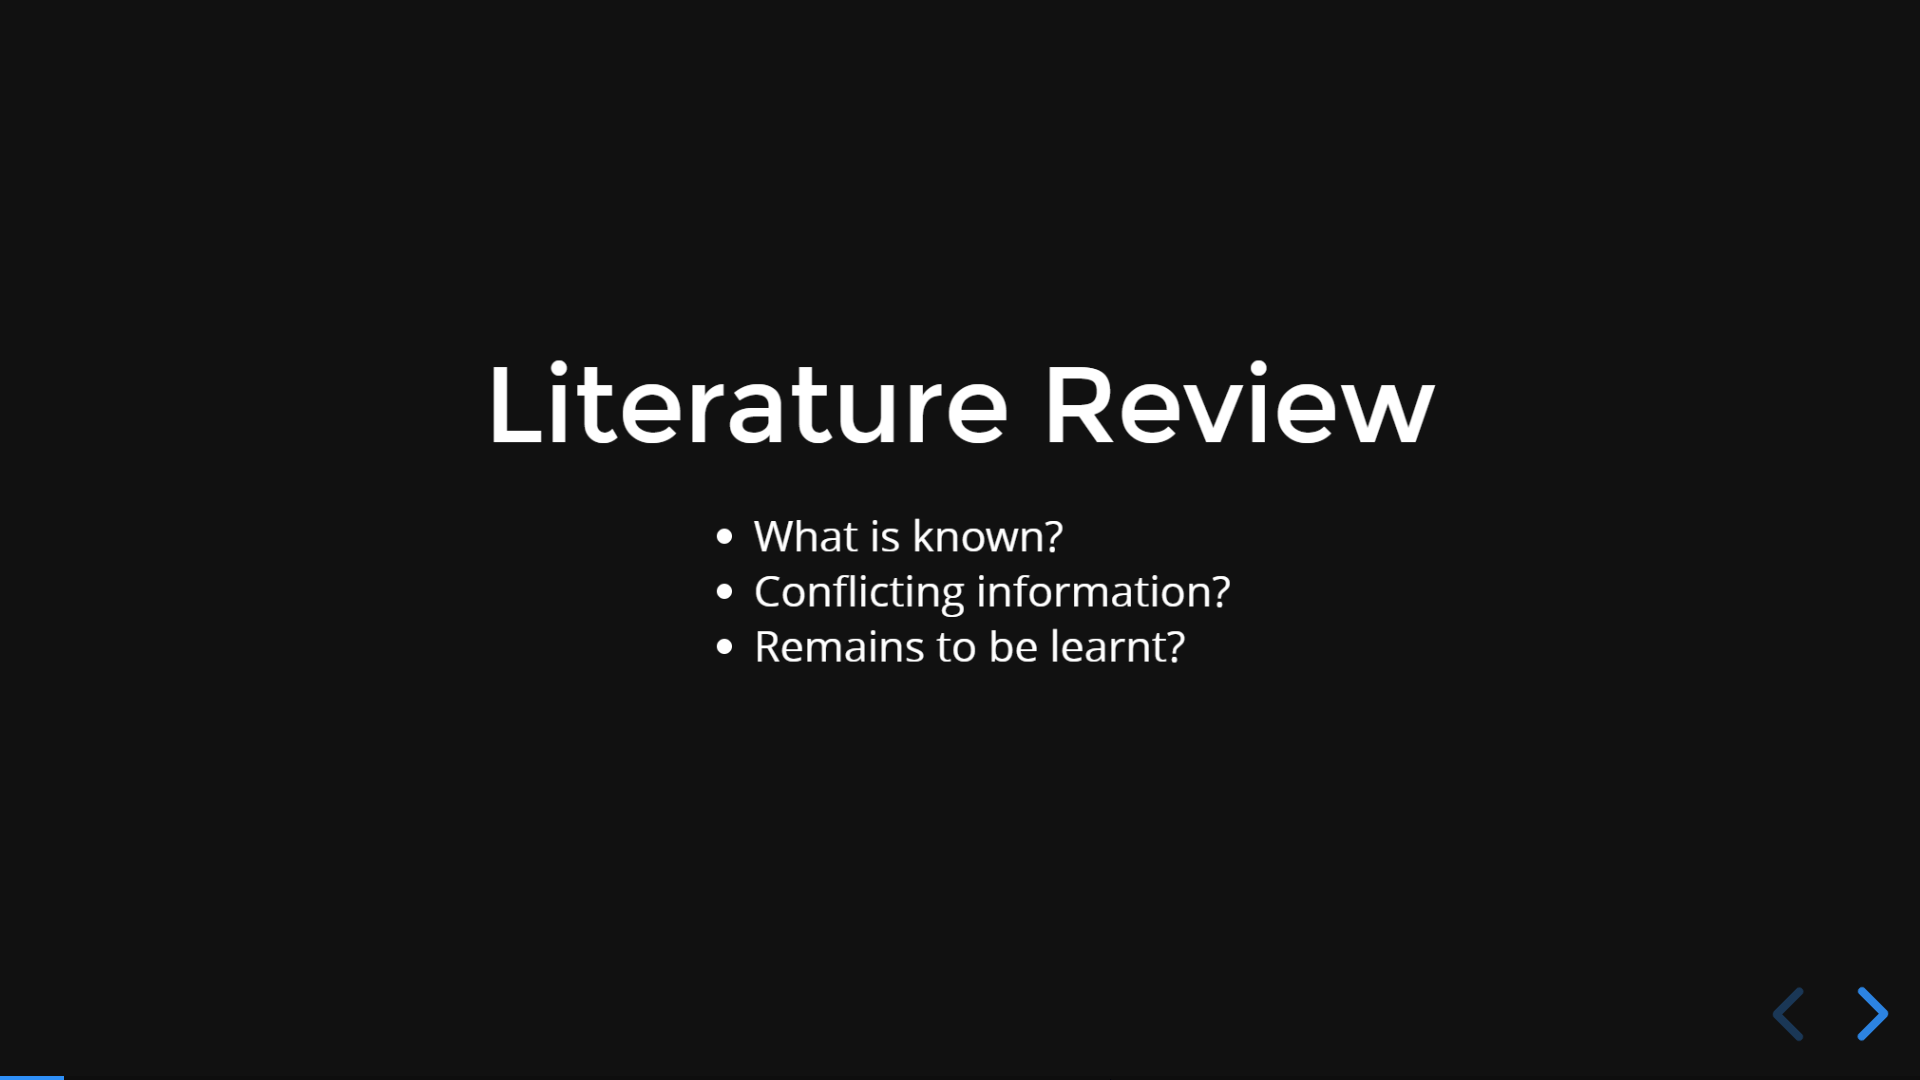 Literature Review
What is known?
Conflicting information?
Remains to be learnt?